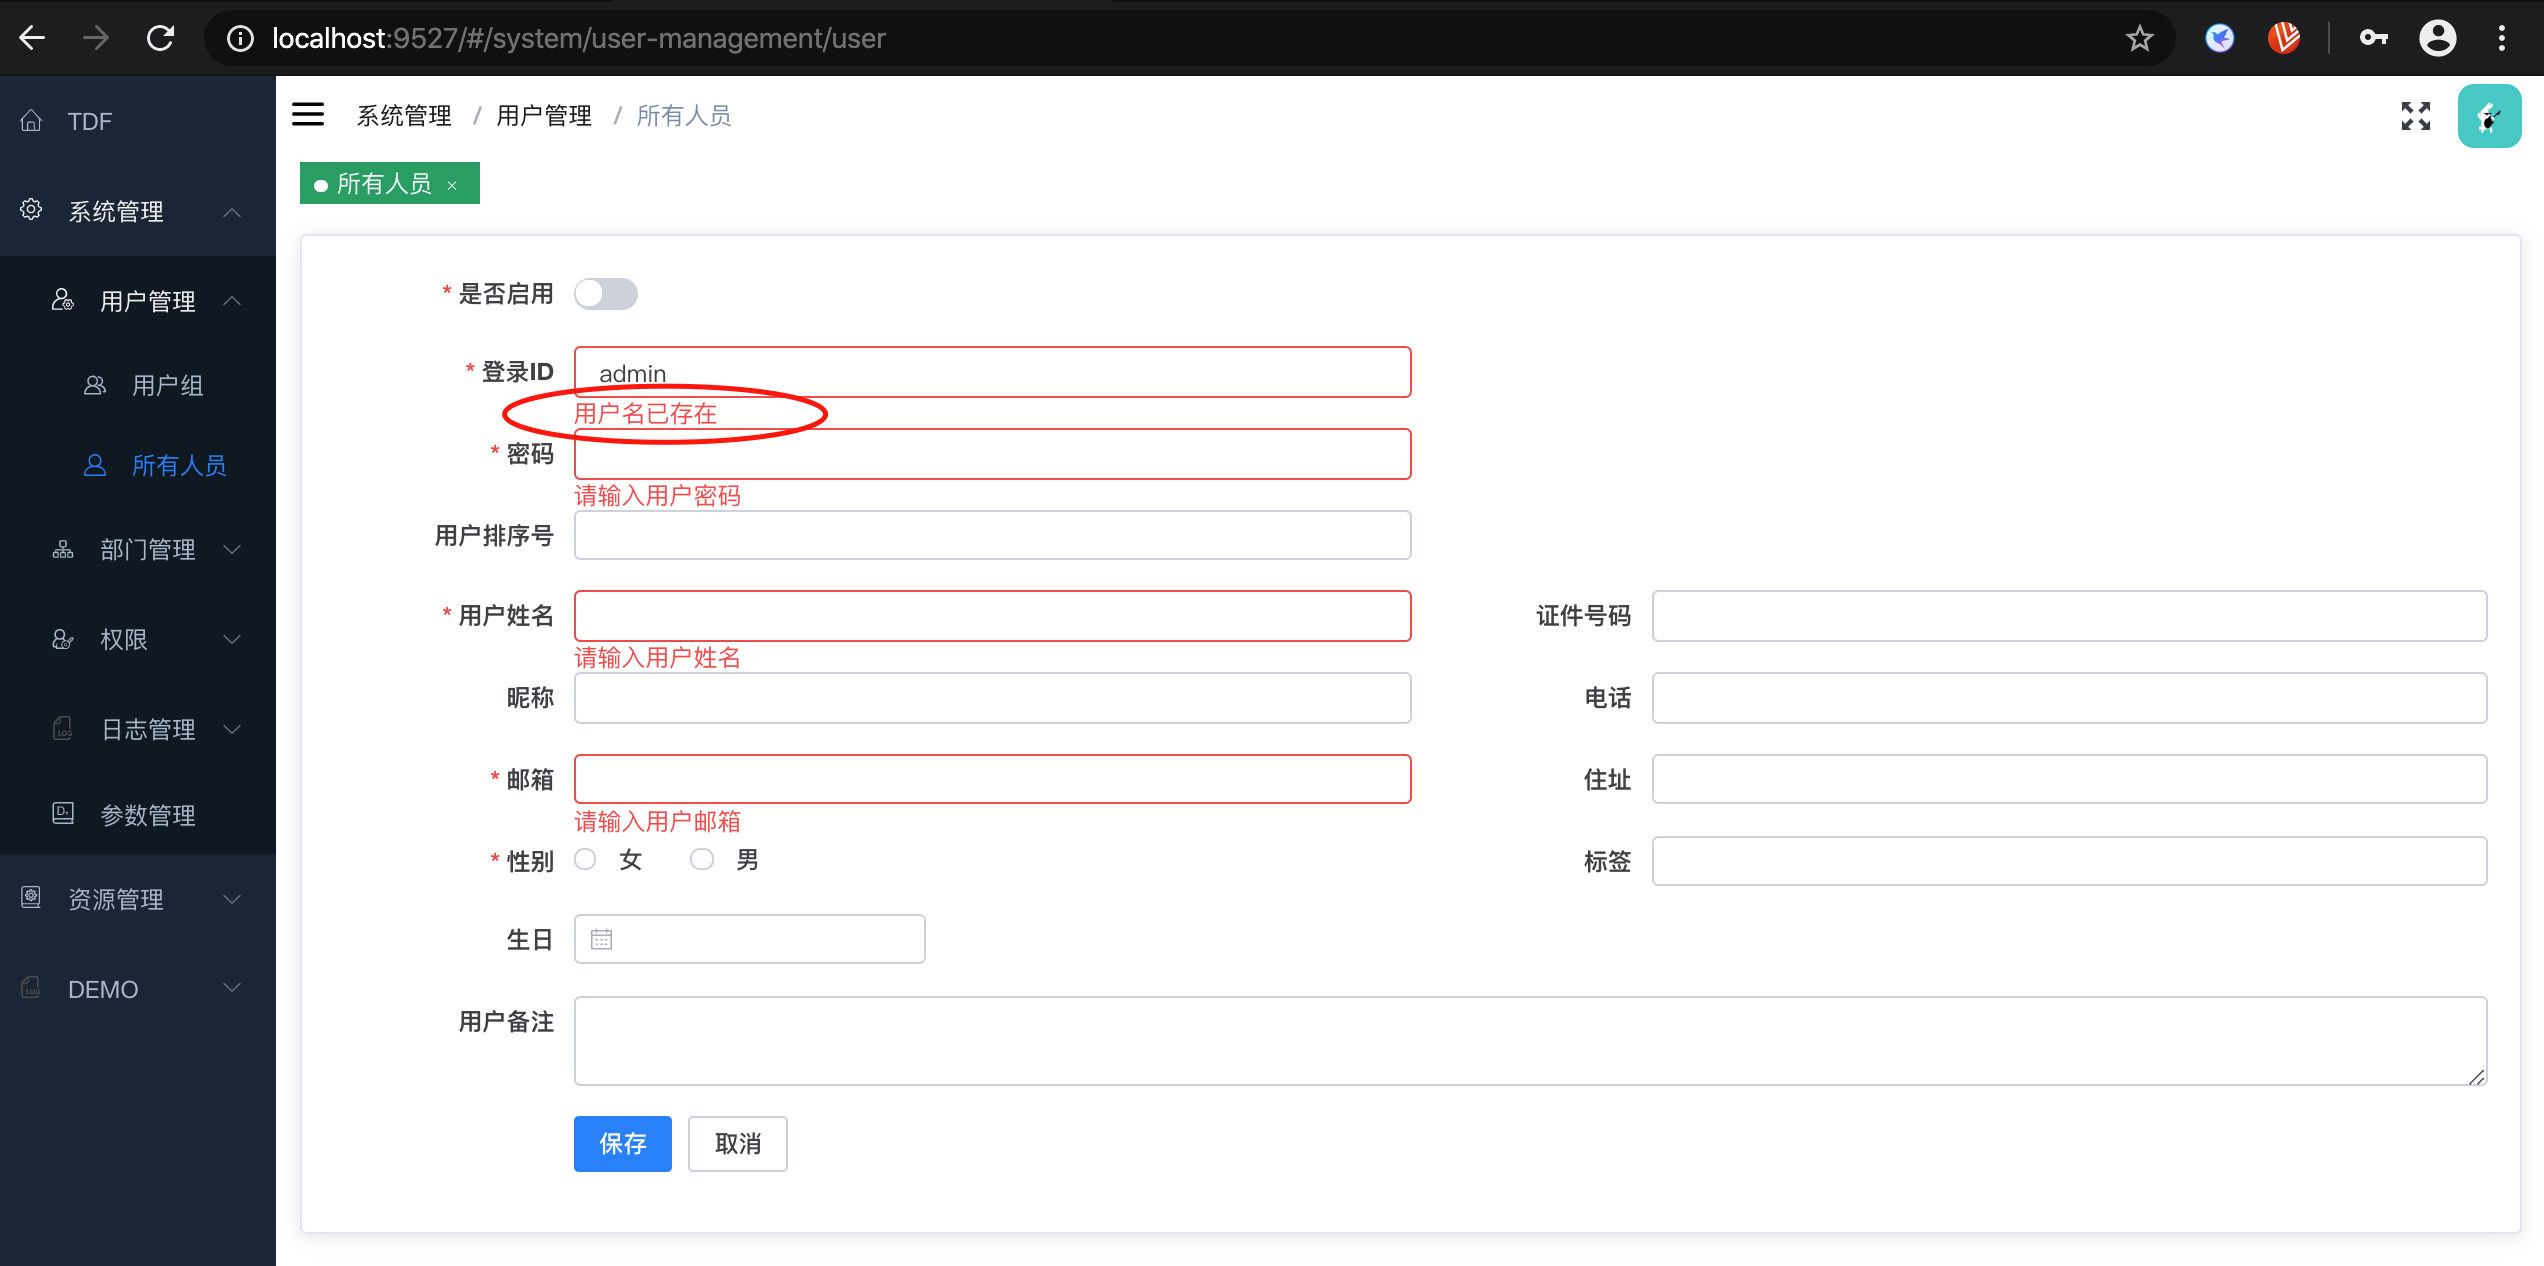 localhost:9527/#/system/user-management/user
TDF
系统管理
用户管理
用户组
所有人员
部门管理
权限
日志管理
参数管理
资源管理
DEMO
系统管理 / 用户管理 / 所有人员
所有人员 ×
* 是否启用
* 登录ID admin
用户名已存在
* 密码
请输入用户密码
用户排序号
* 用户姓名
请输入用户姓名
证件号码
昵称
电话
* 邮箱
请输入用户邮箱
住址
* 性别 女 男
标签
生日
用户备注
保存 取消